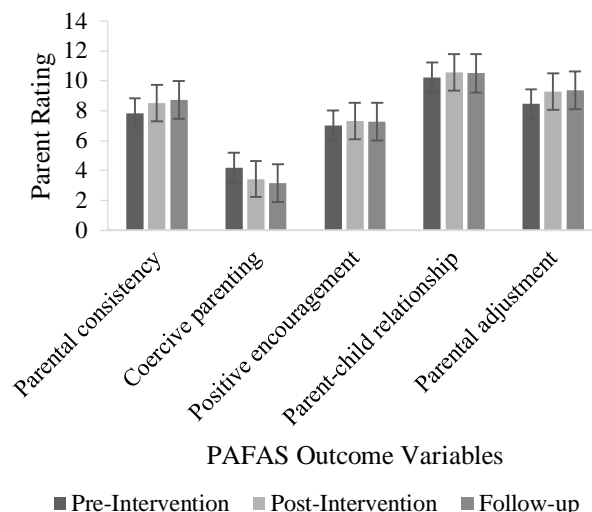 14
12
10
8
6
4
2
0
Parent Rating
Parental consistency
Coercive parenting
Positive encouragement
Parent-child relationship
Parental adjustment
PAFAS Outcome Variables
Pre-Intervention Post-Intervention Follow-up